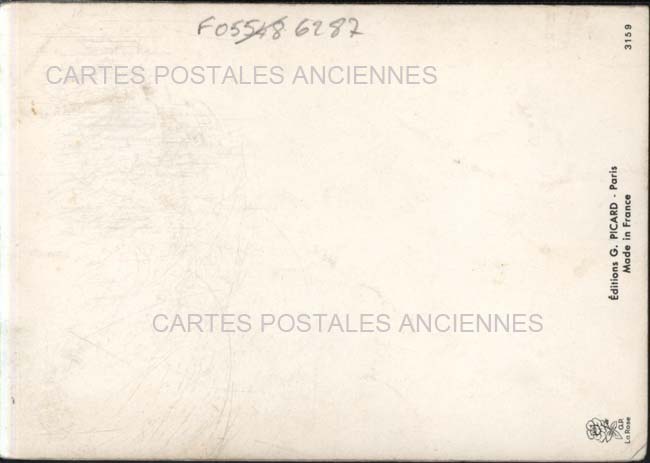 F05548 6287
CARTES POSTALES ANCIENNES
3159
Éditions G. PICARD - Paris
Made in France
CARTES POSTALES ANCIENNES
G.P.
La Rose